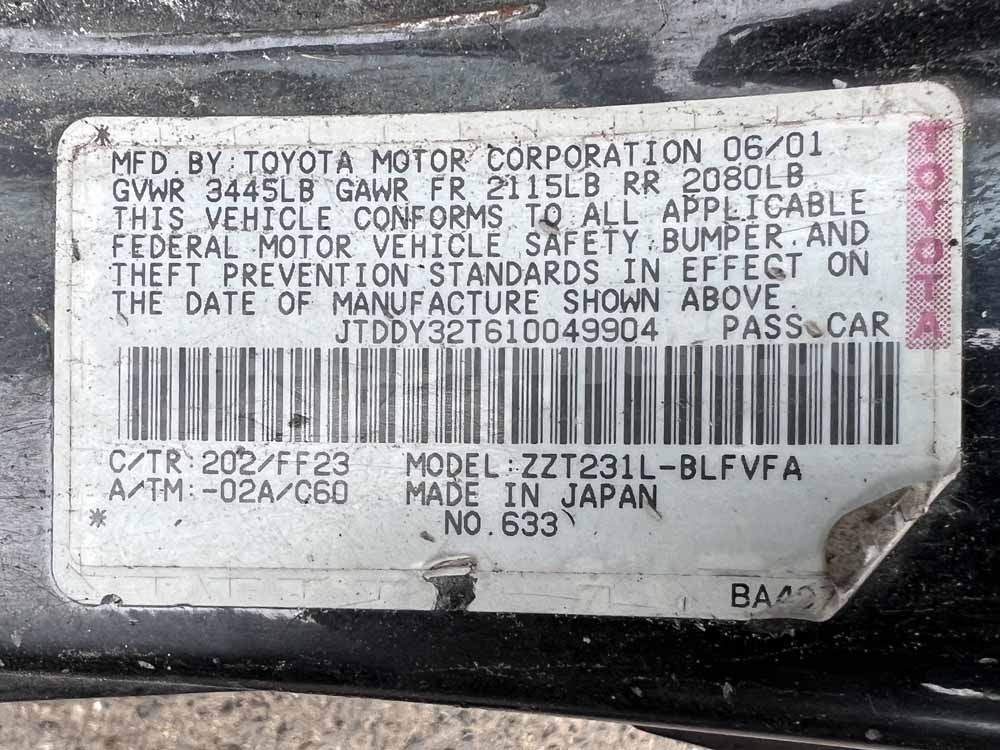 MFD. BY: TOYOTA MOTOR CORPORATION 06/01
GVWR 3445LB GAWR FR 2115LB RR 2080LB
THIS VEHICLE CONFORMS TO ALL APPLICABLE
FEDERAL MOTOR VEHICLE SAFETY, BUMPER, AND
THEFT PREVENTION STANDARDS IN EFFECT ON
THE DATE OF MANUFACTURE SHOWN ABOVE.
JTDDY32T610049904 PASS. CAR
C/TR: 202/FF23 MODEL: ZZT231L-BLFVFA
A/TM: -02A/C60 MADE IN JAPAN
NO. 633
TOYOTA